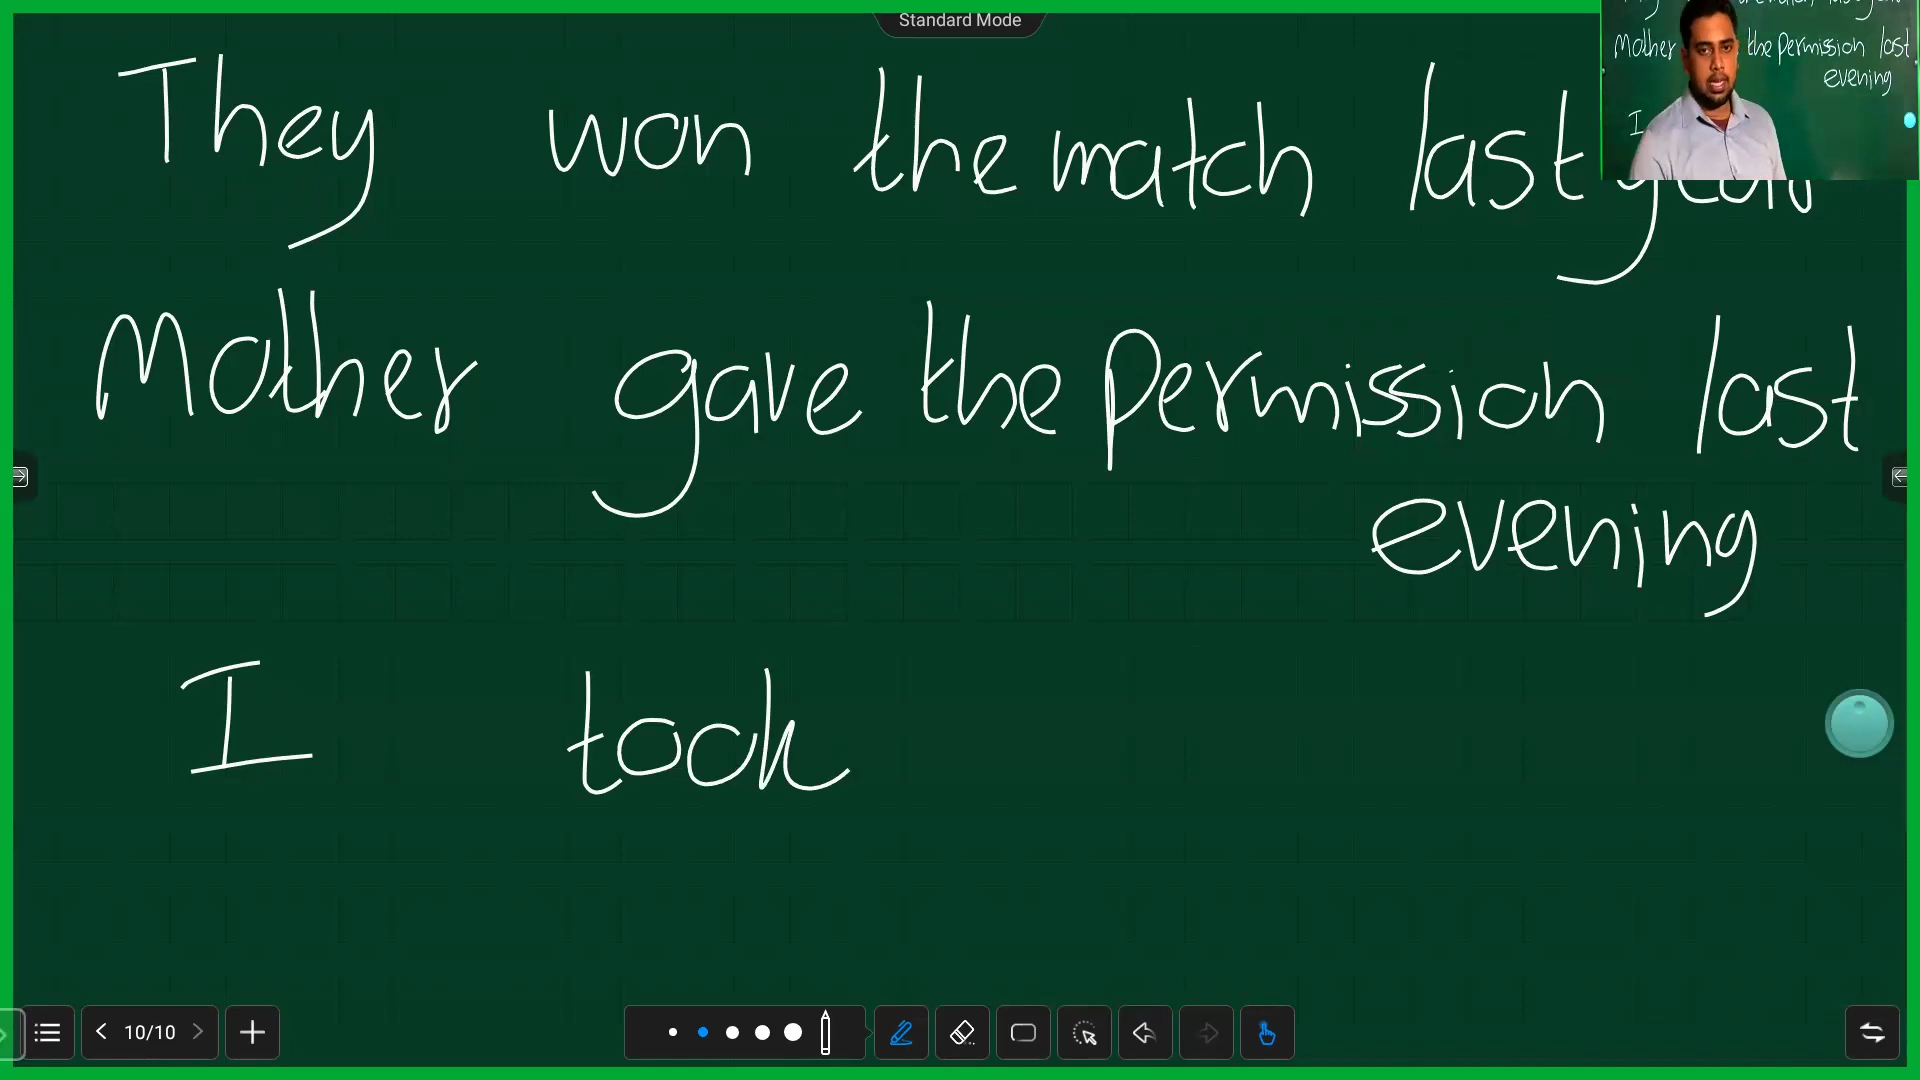 Standard Mode
They won the match last year
Mother gave the permission last
evening
I took
10/10
Mother the permission last
evening
I